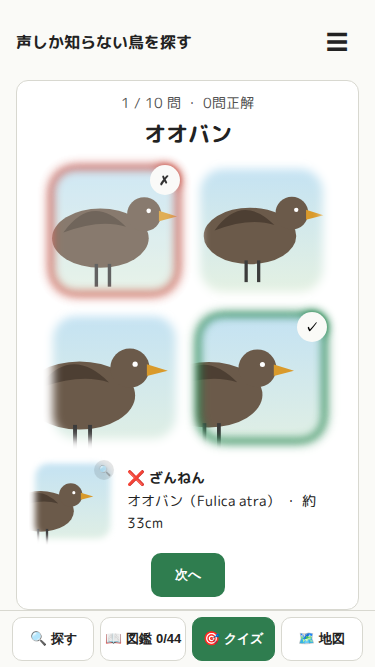 声しか知らない鳥を探す
☰
1 / 10 問 · 0問正解
オオバン
✗
✓
❌ ざんねん
オオバン（Fulica atra） · 約
33cm
次へ
🔍 探す
📖 図鑑 0/44
🎯 クイズ
🗺️ 地図